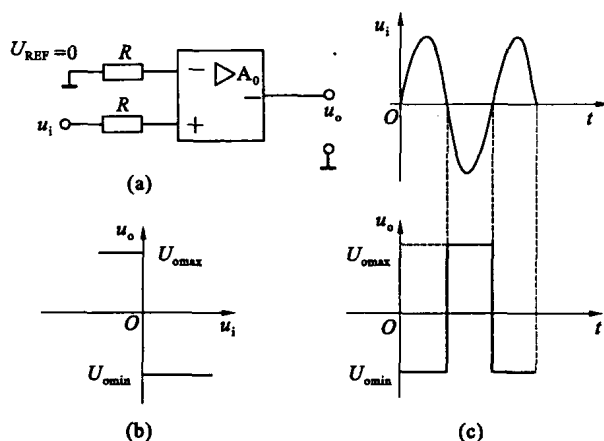 U_REF=0
R
− ▷ A₀
−
u_o
u_i
R
+
(a)
u_i
O
t
u_o
U_omax
O
u_i
U_omin
(b)
u_o
U_omax
O
t
U_omin
(c)